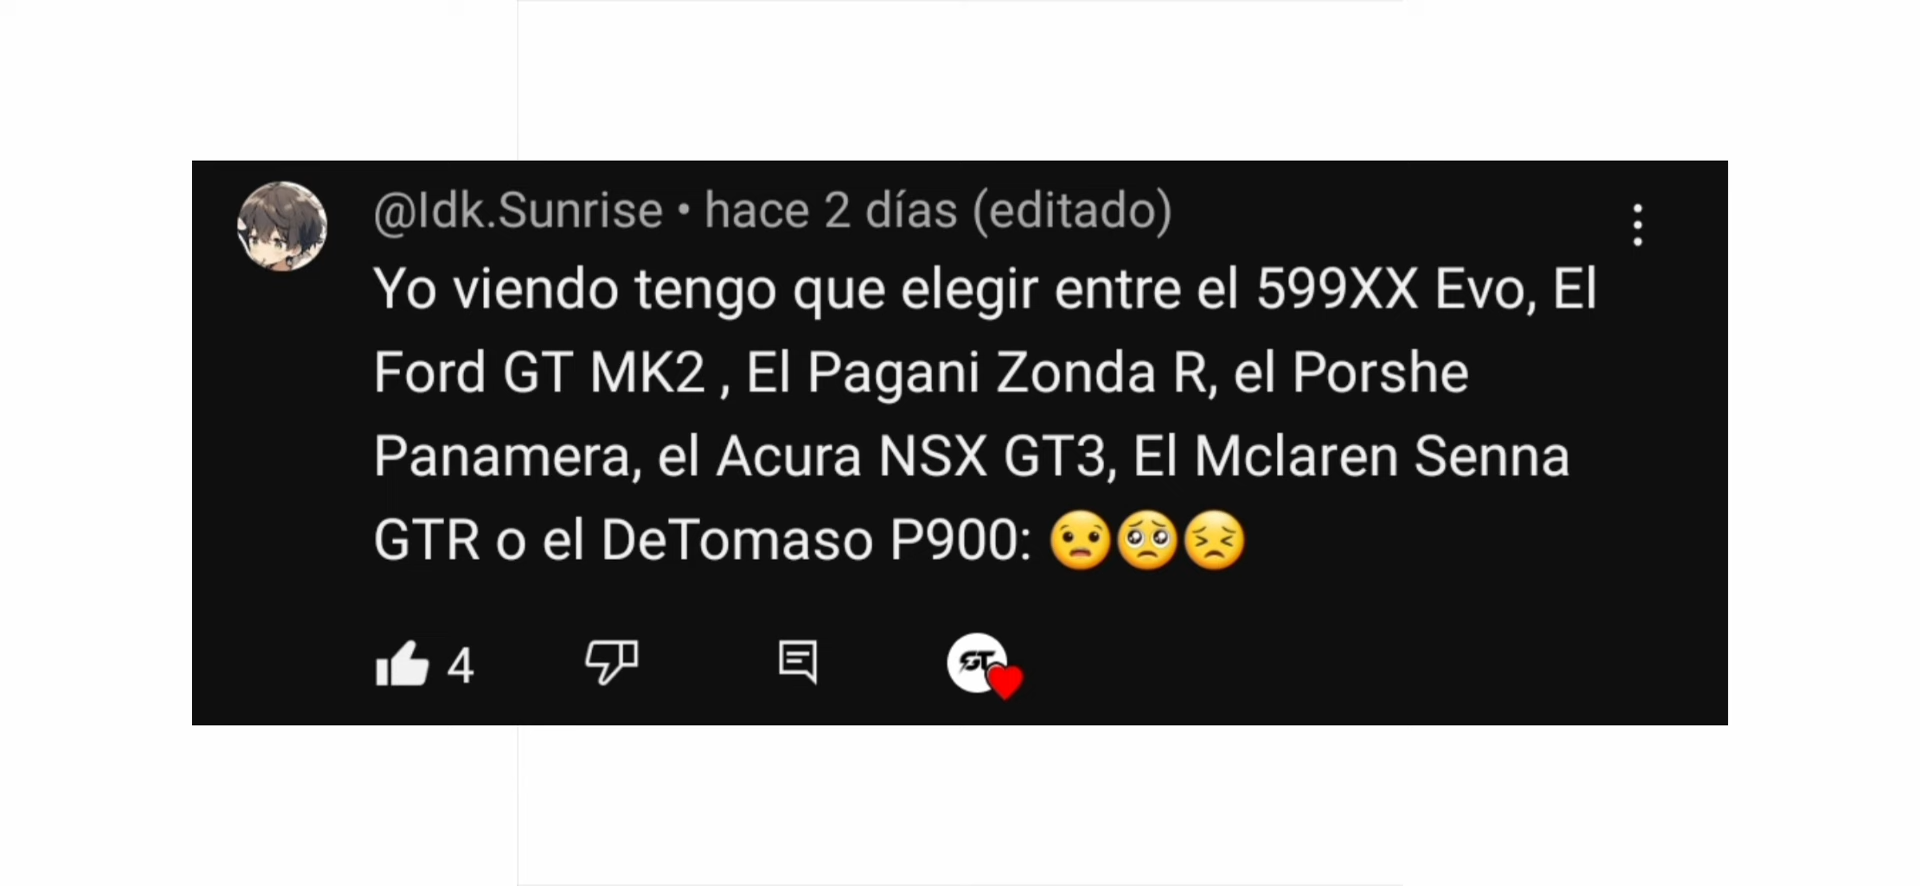 @Idk.Sunrise • hace 2 días (editado)
Yo viendo tengo que elegir entre el 599XX Evo, El
Ford GT MK2 , El Pagani Zonda R, el Porshe
Panamera, el Acura NSX GT3, El Mclaren Senna
GTR o el DeTomaso P900: 😟🥺😣
4
GT